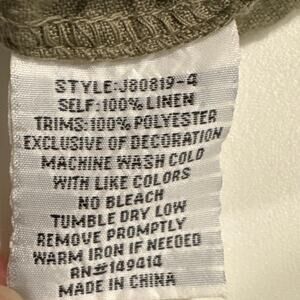 STYLE:J80819-4
SELF:100% LINEN
TRIMS:100% POLYESTER
EXCLUSIVE OF DECORATION
MACHINE WASH COLD
WITH LIKE COLORS
NO BLEACH
TUMBLE DRY LOW
REMOVE PROMPTLY
WARM IRON IF NEEDED
RN#149414
MADE IN CHINA